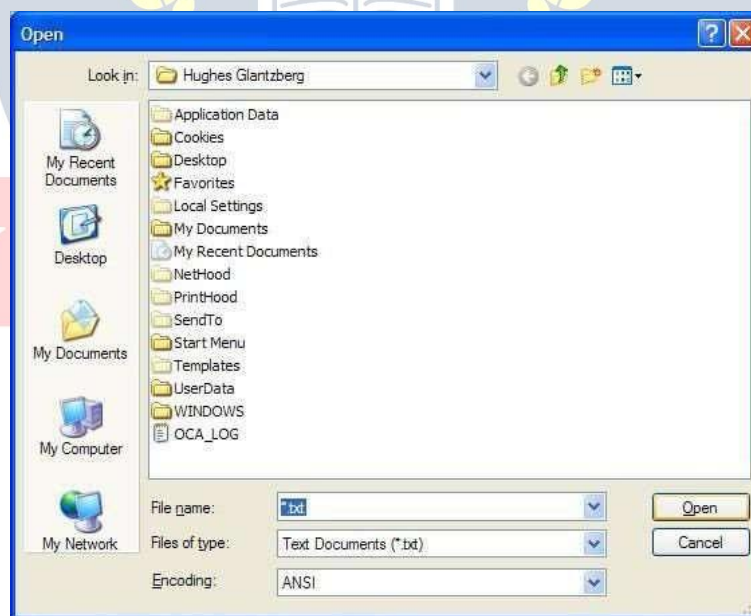 Open
Look in: Hughes Glantzberg
My Recent
Documents
Desktop
My Documents
My Computer
My Network
Application Data
Cookies
Desktop
Favorites
Local Settings
My Documents
My Recent Documents
NetHood
PrintHood
SendTo
Start Menu
Templates
UserData
WINDOWS
OCA_LOG
File name: *.txt Open
Files of type: Text Documents (*.txt) Cancel
Encoding: ANSI